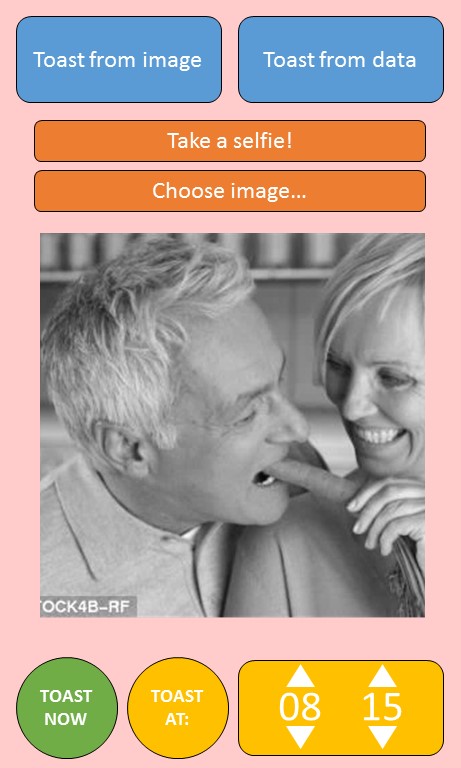 Toast from image
Toast from data
Take a selfie!
Choose image...
TOCK4B-RF
TOAST
NOW
TOAST
AT:
08
15